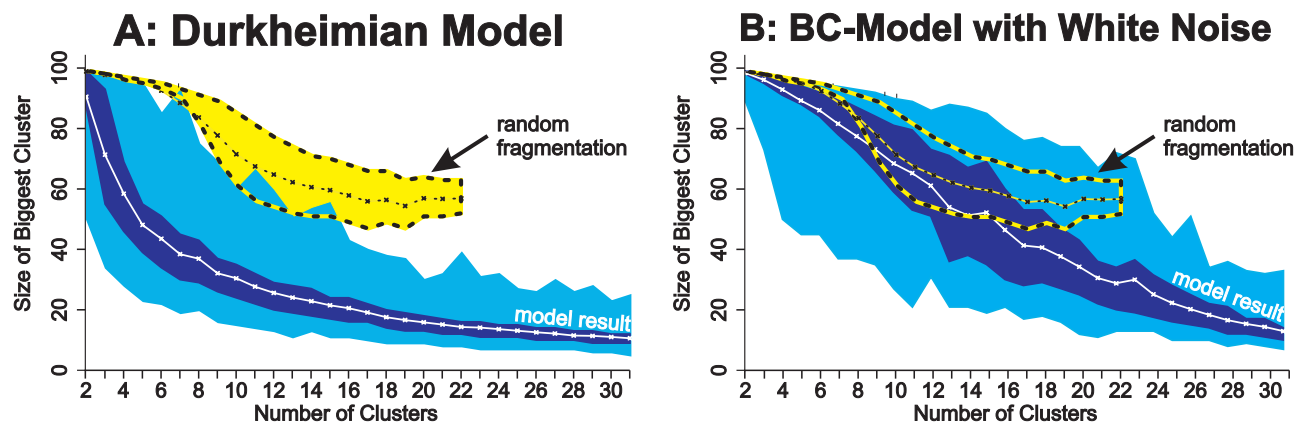 A: Durkheimian Model
Size of Biggest Cluster
100
80
60
40
20
0
random
fragmentation
model result
2 4 6 8 10 12 14 16 18 20 22 24 26 28 30
Number of Clusters
B: BC-Model with White Noise
Size of Biggest Cluster
100
80
60
40
20
0
random
fragmentation
model result
2 4 6 8 10 12 14 16 18 20 22 24 26 28 30
Number of Clusters